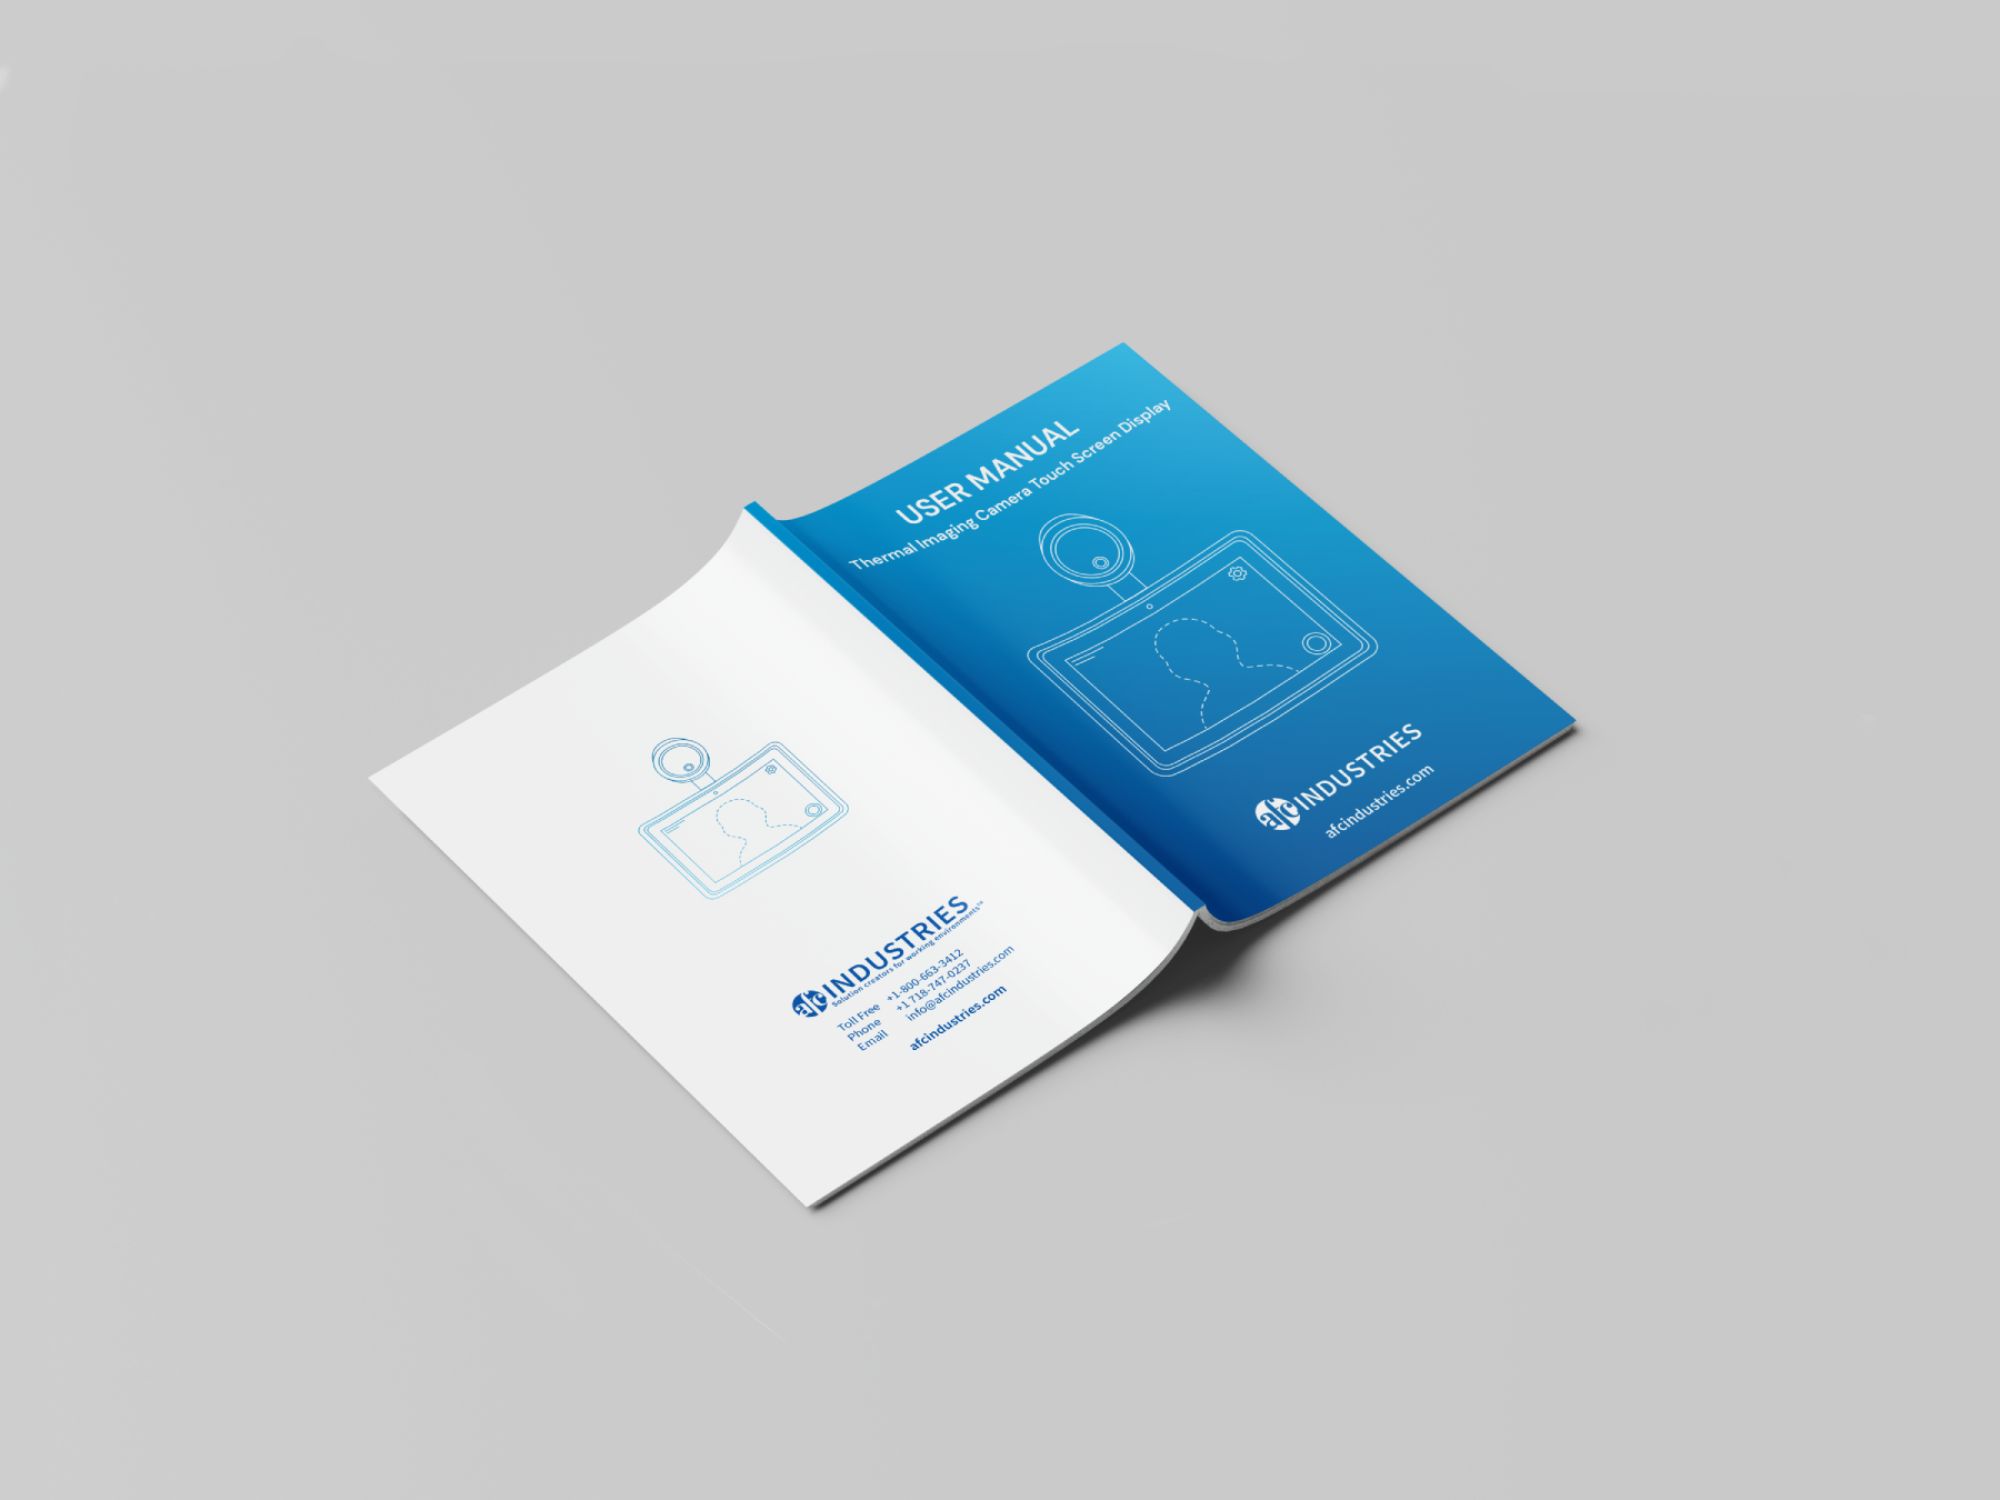 USER MANUAL
Thermal Imaging Camera Touch Screen Display
afc INDUSTRIES
afcindustries.com
afc INDUSTRIES
Solution creators for working environments™
Toll Free +1-800-663-3412
Phone +1 718-747-0237
Email info@afcindustries.com
afcindustries.com